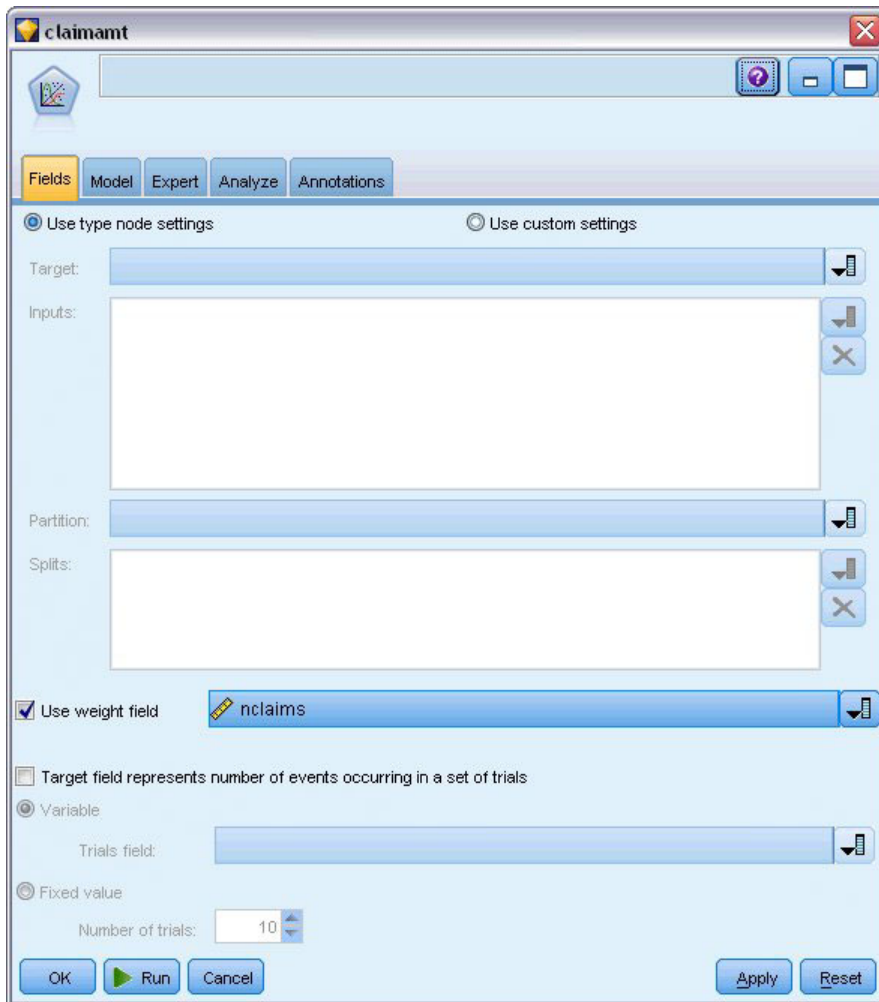 claimamt
Fields Model Expert Analyze Annotations
Use type node settings Use custom settings
Target:
Inputs:
Partition:
Splits:
Use weight field nclaims
Target field represents number of events occurring in a set of trials
Variable
Trials field:
Fixed value
Number of trials: 10
OK Run Cancel Apply Reset